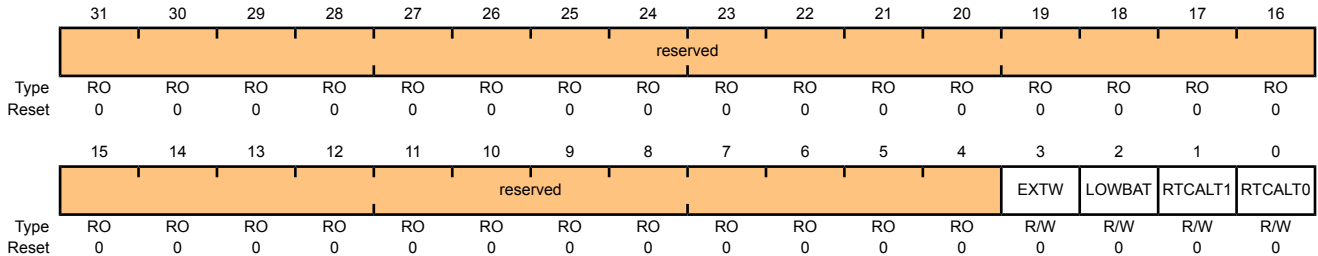 31 30 29 28 27 26 25 24 23 22 21 20 19 18 17 16
reserved
Type RO RO RO RO RO RO RO RO RO RO RO RO RO RO RO RO
Reset 0 0 0 0 0 0 0 0 0 0 0 0 0 0 0 0
15 14 13 12 11 10 9 8 7 6 5 4 3 2 1 0
reserved EXTW LOWBAT RTCALT1 RTCALT0
Type RO RO RO RO RO RO RO RO RO RO RO RO R/W R/W R/W R/W
Reset 0 0 0 0 0 0 0 0 0 0 0 0 0 0 0 0